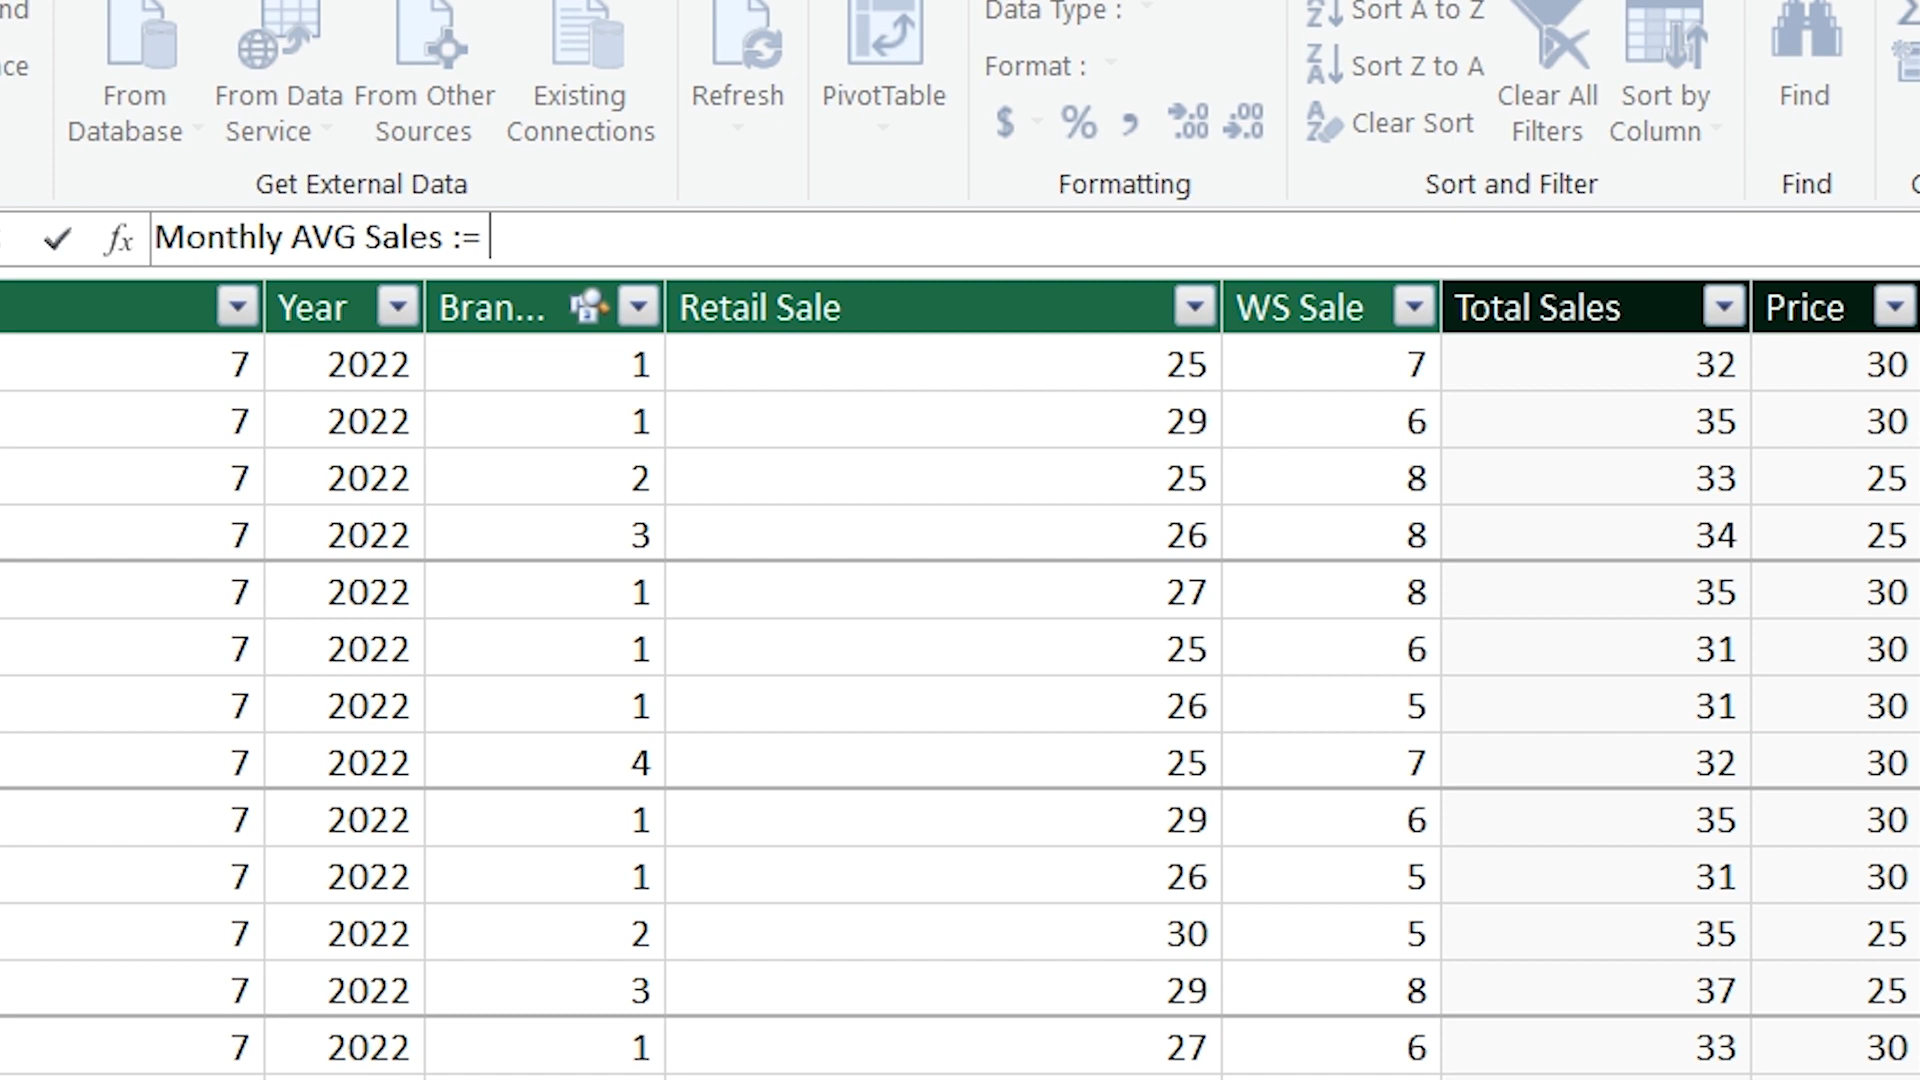 Data Type :
Sort A to Z
Format :
Sort Z to A
From Database
From Data Service
From Other Sources
Existing Connections
Refresh
PivotTable
$ % , .0 .00 .00 .0
Clear Sort
Clear All Filters
Sort by Column
Find
Get External Data
Formatting
Sort and Filter
Find
fx Monthly AVG Sales :=
Year Bran... Retail Sale WS Sale Total Sales Price
7 2022 1 25 7 32 30
7 2022 1 29 6 35 30
7 2022 2 25 8 33 25
7 2022 3 26 8 34 25
7 2022 1 27 8 35 30
7 2022 1 25 6 31 30
7 2022 1 26 5 31 30
7 2022 4 25 7 32 30
7 2022 1 29 6 35 30
7 2022 1 26 5 31 30
7 2022 2 30 5 35 25
7 2022 3 29 8 37 25
7 2022 1 27 6 33 30